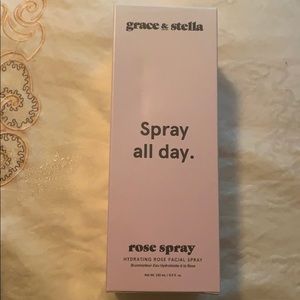 grace & stella
Spray
all day.
rose spray
HYDRATING ROSE FACIAL SPRAY